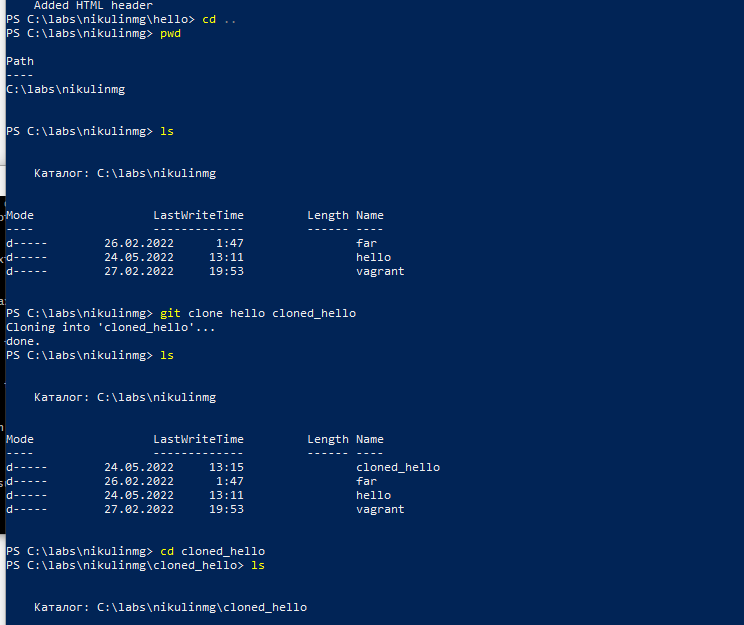 Added HTML header
PS C:\labs\nikulinmg\hello> cd ..
PS C:\labs\nikulinmg> pwd
Path
----
C:\labs\nikulinmg
PS C:\labs\nikulinmg> ls
Каталог: C:\labs\nikulinmg
Mode LastWriteTime Length Name
---- ------------- ------ ----
d----- 26.02.2022 1:47 far
d----- 24.05.2022 13:11 hello
d----- 27.02.2022 19:53 vagrant
PS C:\labs\nikulinmg> git clone hello cloned_hello
Cloning into 'cloned_hello'...
done.
PS C:\labs\nikulinmg> ls
Каталог: C:\labs\nikulinmg
Mode LastWriteTime Length Name
---- ------------- ------ ----
d----- 24.05.2022 13:15 cloned_hello
d----- 26.02.2022 1:47 far
d----- 24.05.2022 13:11 hello
d----- 27.02.2022 19:53 vagrant
PS C:\labs\nikulinmg> cd cloned_hello
PS C:\labs\nikulinmg\cloned_hello> ls
Каталог: C:\labs\nikulinmg\cloned_hello